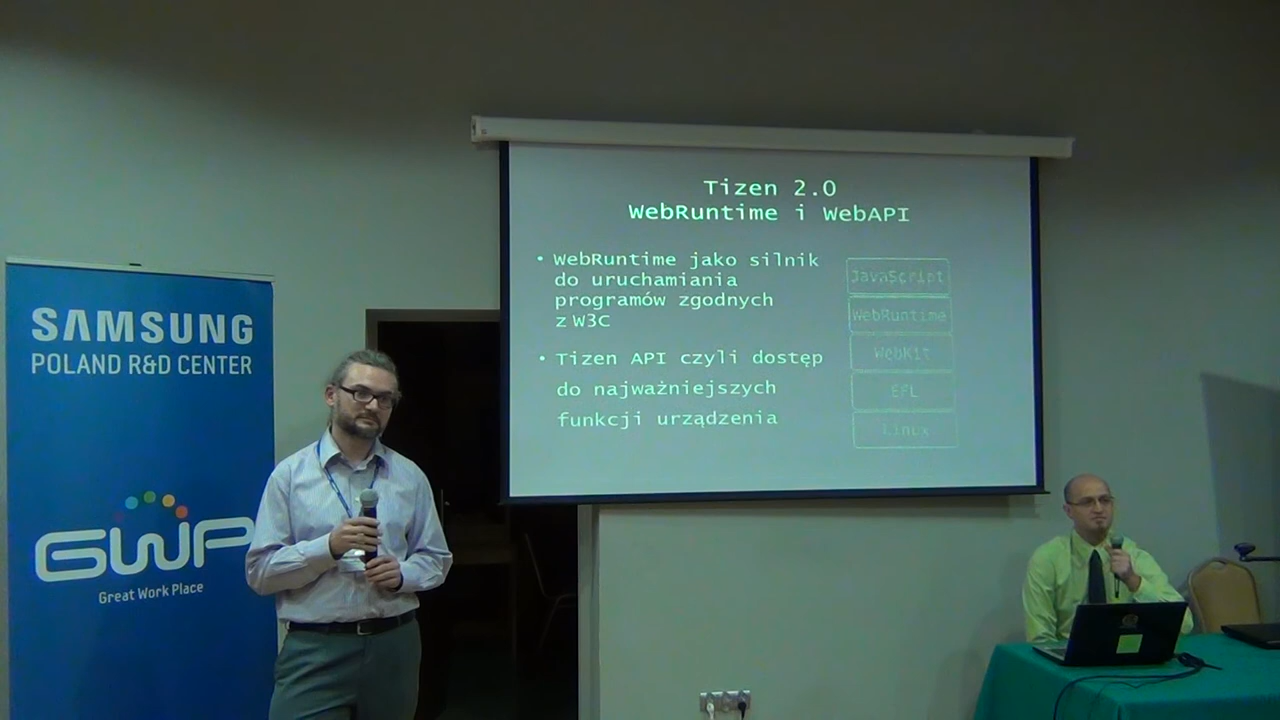 SAMSUNG
POLAND R&D CENTER
GWP
Great Work Place
Tizen 2.0
WebRuntime i WebAPI
• WebRuntime jako silnik
do uruchamiania
programów zgodnych
z W3C
• Tizen API czyli dostęp
do najważniejszych
funkcji urządzenia
JavaScript
WebRuntime
WebKit
EFL
Linux